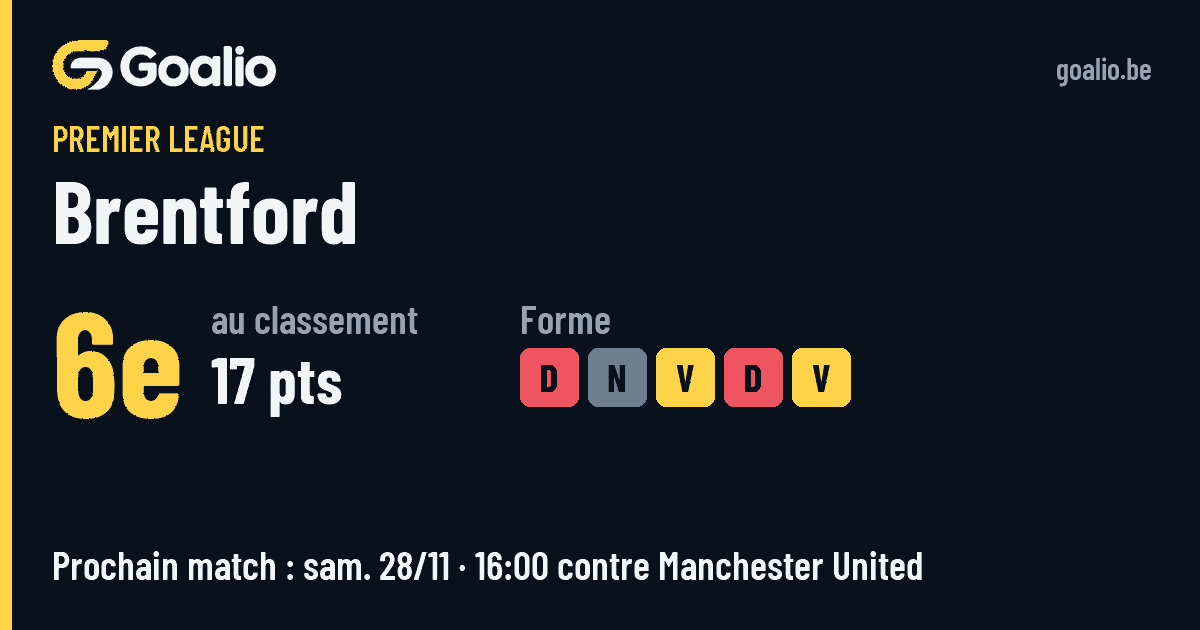 Goalio
goalio.be
PREMIER LEAGUE
Brentford
6e
au classement
17 pts
Forme
D N V D V
Prochain match : sam. 28/11 · 16:00 contre Manchester United